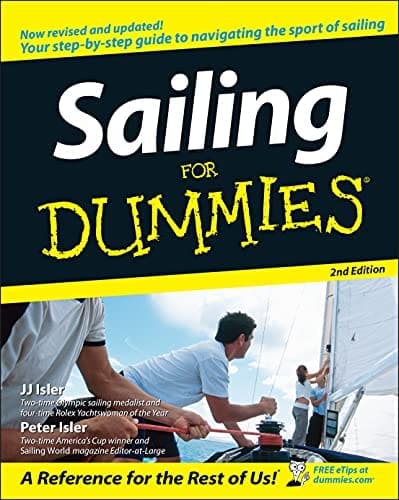 Now revised and updated!
Your step-by-step guide to navigating the sport of sailing
Sailing
FOR
DUMMIES®
2nd Edition
JJ Isler
Two-time Olympic sailing medalist and
four-time Rolex Yachtswoman of the Year
Peter Isler
Two-time America's Cup winner and
Sailing World magazine Editor-at-Large
A Reference for the Rest of Us!®
FREE eTips at
dummies.com®